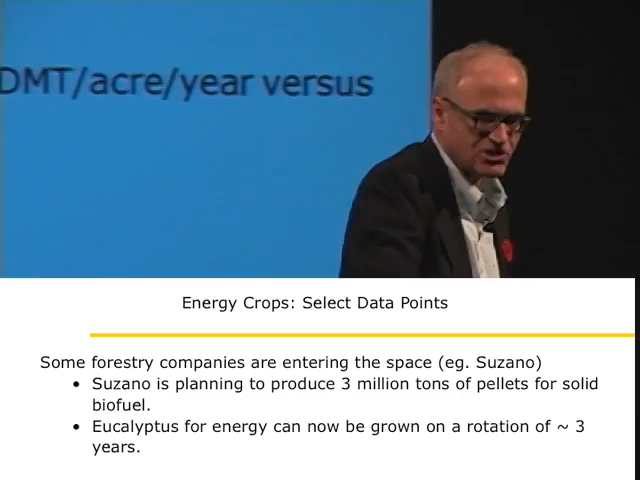 DMT/acre/year versus
Energy Crops: Select Data Points
Some forestry companies are entering the space (eg. Suzano)
• Suzano is planning to produce 3 million tons of pellets for solid
biofuel.
• Eucalyptus for energy can now be grown on a rotation of ~ 3
years.